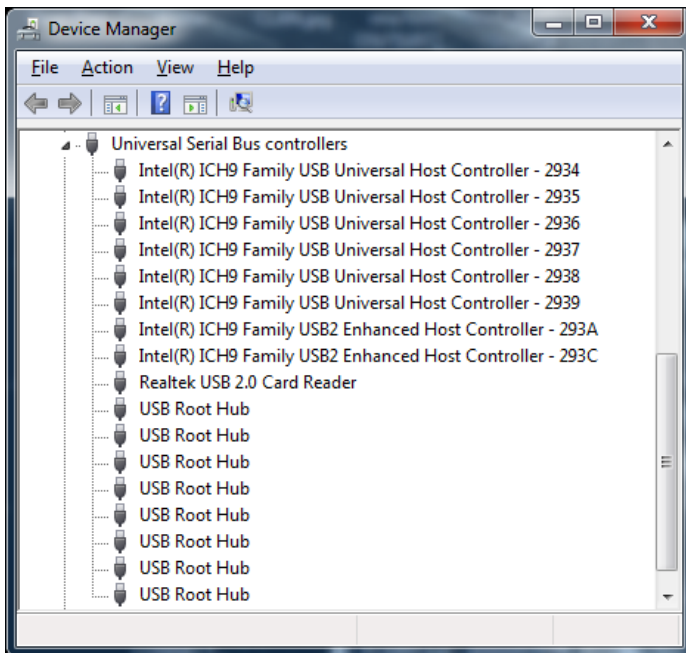 Device Manager
File Action View Help
Universal Serial Bus controllers
Intel(R) ICH9 Family USB Universal Host Controller - 2934
Intel(R) ICH9 Family USB Universal Host Controller - 2935
Intel(R) ICH9 Family USB Universal Host Controller - 2936
Intel(R) ICH9 Family USB Universal Host Controller - 2937
Intel(R) ICH9 Family USB Universal Host Controller - 2938
Intel(R) ICH9 Family USB Universal Host Controller - 2939
Intel(R) ICH9 Family USB2 Enhanced Host Controller - 293A
Intel(R) ICH9 Family USB2 Enhanced Host Controller - 293C
Realtek USB 2.0 Card Reader
USB Root Hub
USB Root Hub
USB Root Hub
USB Root Hub
USB Root Hub
USB Root Hub
USB Root Hub
USB Root Hub